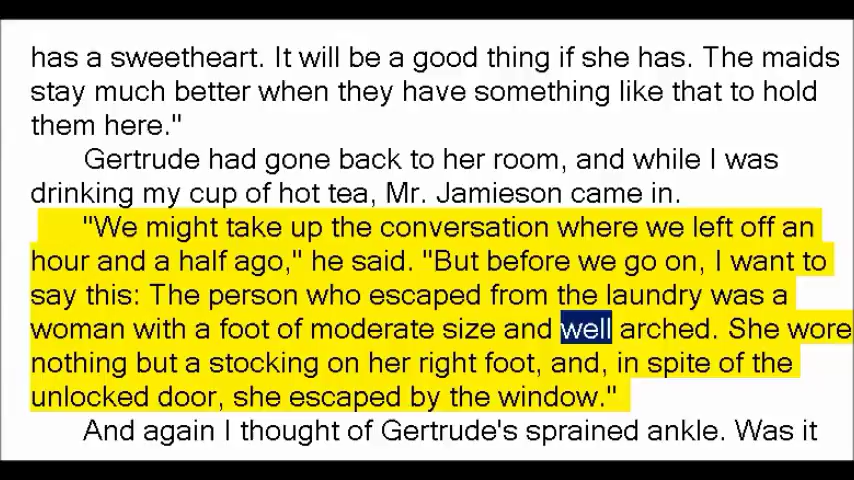 has a sweetheart. It will be a good thing if she has. The maids
stay much better when they have something like that to hold
them here."
Gertrude had gone back to her room, and while I was
drinking my cup of hot tea, Mr. Jamieson came in.
"We might take up the conversation where we left off an
hour and a half ago," he said. "But before we go on, I want to
say this: The person who escaped from the laundry was a
woman with a foot of moderate size and well arched. She wore
nothing but a stocking on her right foot, and, in spite of the
unlocked door, she escaped by the window."
And again I thought of Gertrude's sprained ankle. Was it